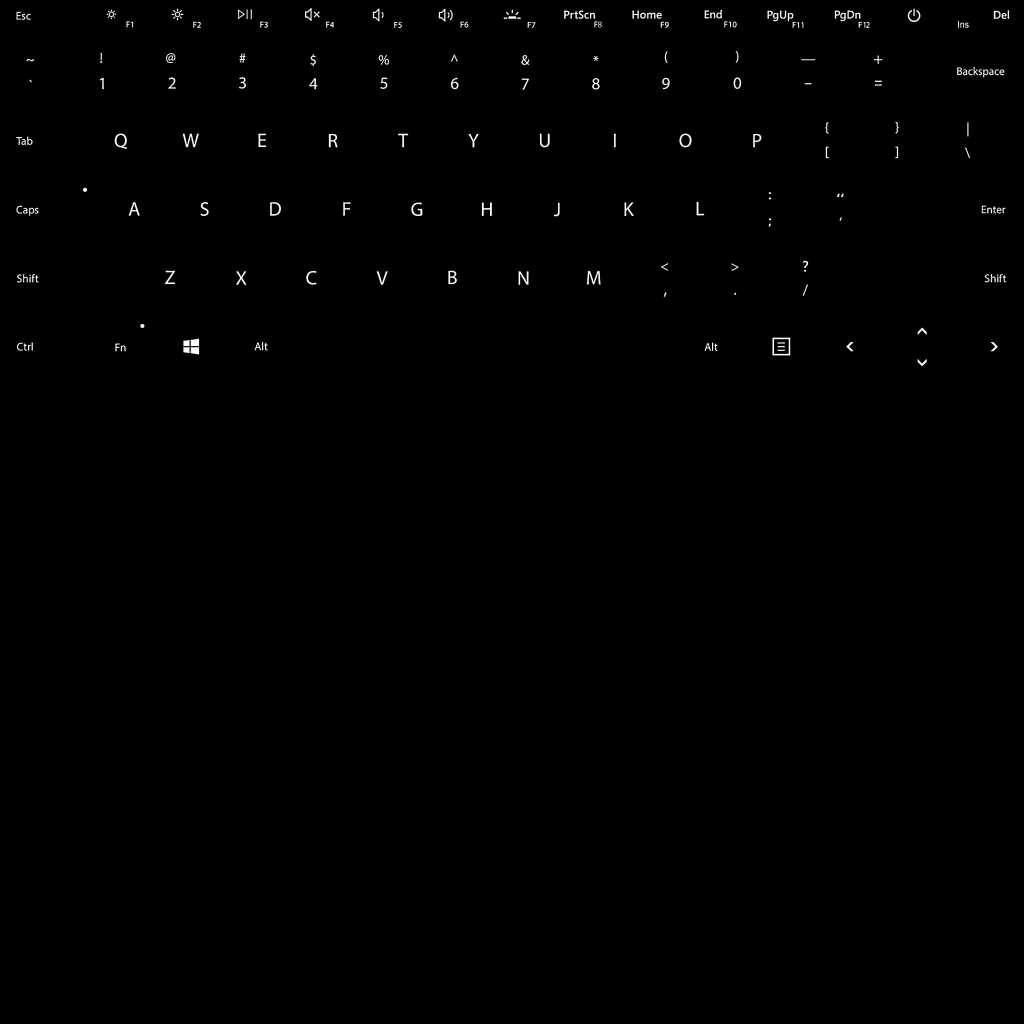 Esc F1 F2 F3 F4 F5 F6 F7 PrtScn F8 Home F9 End F10 PgUp F11 PgDn F12 Ins Del
~ ! @ # $ % ^ & * ( ) — +
` 1 2 3 4 5 6 7 8 9 0 – = Backspace
Tab Q W E R T Y U I O P { } |
[ ] \
Caps A S D F G H J K L : “ Enter
; ‘
Shift Z X C V B N M < > ? Shift
, . /
Ctrl Fn Alt Alt